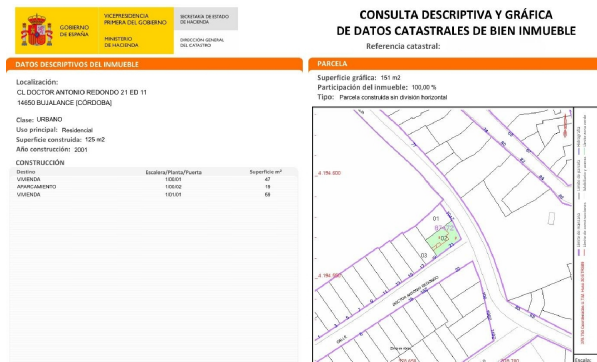 GOBIERNO
DE ESPAÑA
VICEPRESIDENCIA
PRIMERA DEL GOBIERNO
MINISTERIO
DE HACIENDA
SECRETARÍA DE ESTADO
DE HACIENDA
DIRECCIÓN GENERAL
DEL CATASTRO
CONSULTA DESCRIPTIVA Y GRÁFICA
DE DATOS CATASTRALES DE BIEN INMUEBLE
Referencia catastral:
DATOS DESCRIPTIVOS DEL INMUEBLE
Localización:
CL DOCTOR ANTONIO REDONDO 21 ED 11
14650 BUJALANCE [CÓRDOBA]
Clase: URBANO
Uso principal: Residencial
Superficie construida: 125 m2
Año construcción: 2001
CONSTRUCCIÓN
Destino Escalera/Planta/Puerta Superficie m²
VIVIENDA 1/00/01 47
APARCAMIENTO 1/00/02
VIVIENDA 1/01/01
PARCELA
Superficie gráfica: 151 m2
Participación del inmueble: 100,00 %
Tipo: Parcela construida sin división horizontal
01
02
03
DOCTOR ANTONIO REDONDO
CALLE